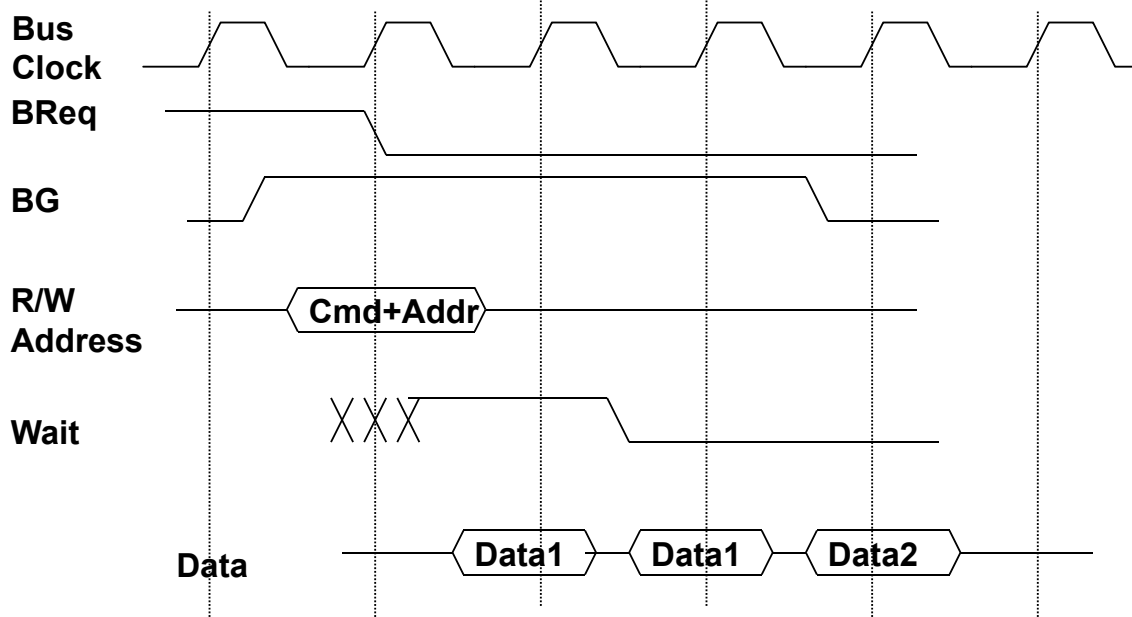 Bus
Clock
BReq
BG
R/W
Address
Cmd+Addr
Wait
Data
Data1
Data1
Data2